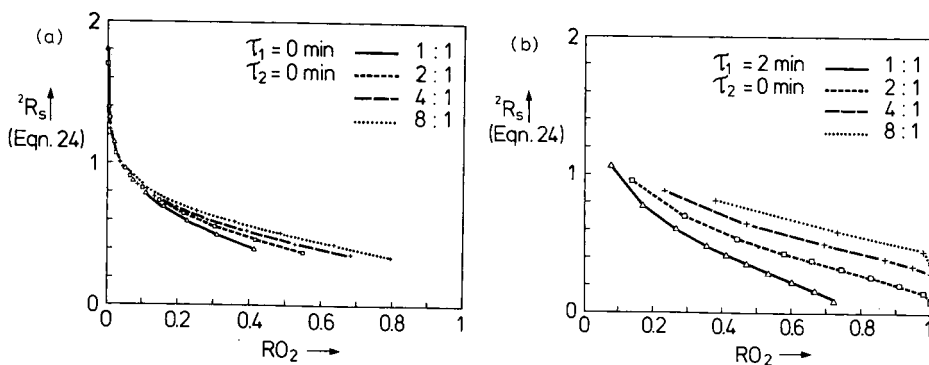 (a)
2
1
0
²Rs ↑
(Eqn. 24)
τ1 = 0 min
τ2 = 0 min
1 : 1
2 : 1
4 : 1
8 : 1
0 0.2 0.4 0.6 0.8 1
RO2 →
(b)
2
1
0
²Rs ↑
(Eqn. 24)
τ1 = 2 min
τ2 = 0 min
1 : 1
2 : 1
4 : 1
8 : 1
0 0.2 0.4 0.6 0.8 1
RO2 →